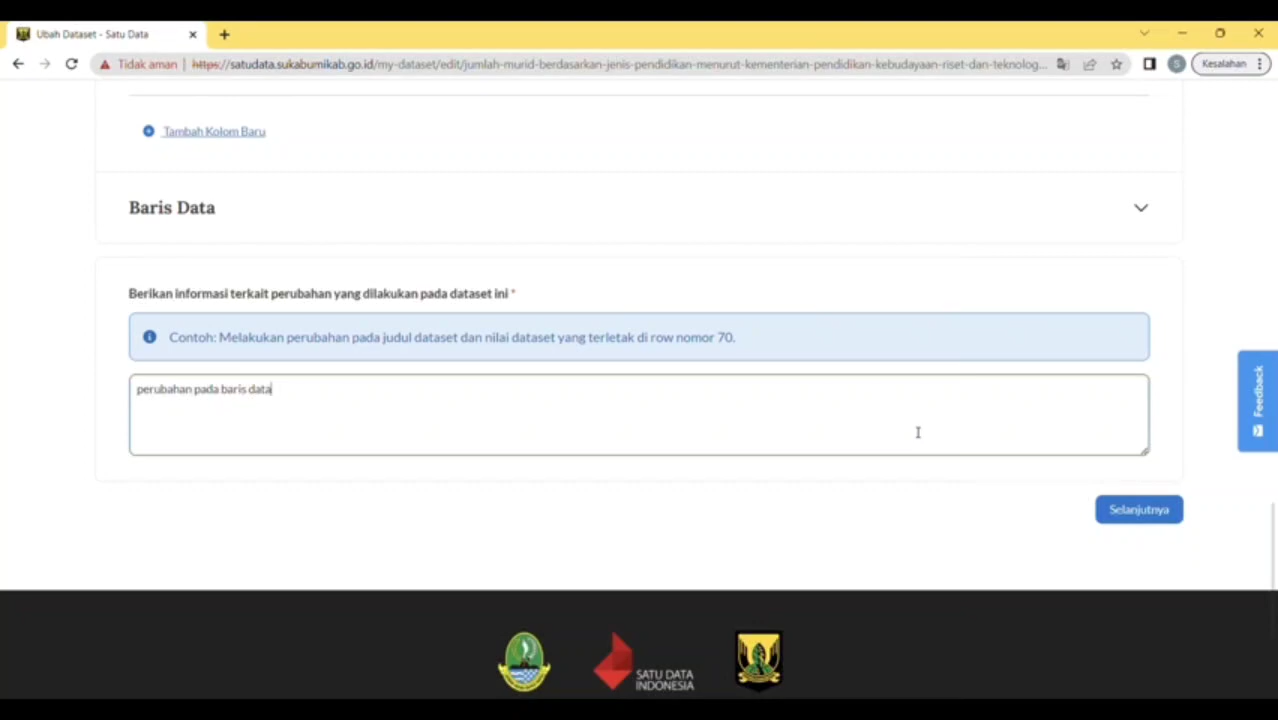 Ubah Dataset - Satu Data
Tidak aman
https://satudata.sukabumikab.go.id/my-dataset/edit/jumlah-murid-berdasarkan-jenis-pendidikan-menurut-kementerian-pendidikan-kebudayaan-riset-dan-teknolog...
S
Kesalahan
Tambah Kolom Baru
Baris Data
Berikan informasi terkait perubahan yang dilakukan pada dataset ini *
Contoh: Melakukan perubahan pada judul dataset dan nilai dataset yang terletak di row nomor 70.
perubahan pada baris data
Feedback
Selanjutnya
SATU DATA
INDONESIA